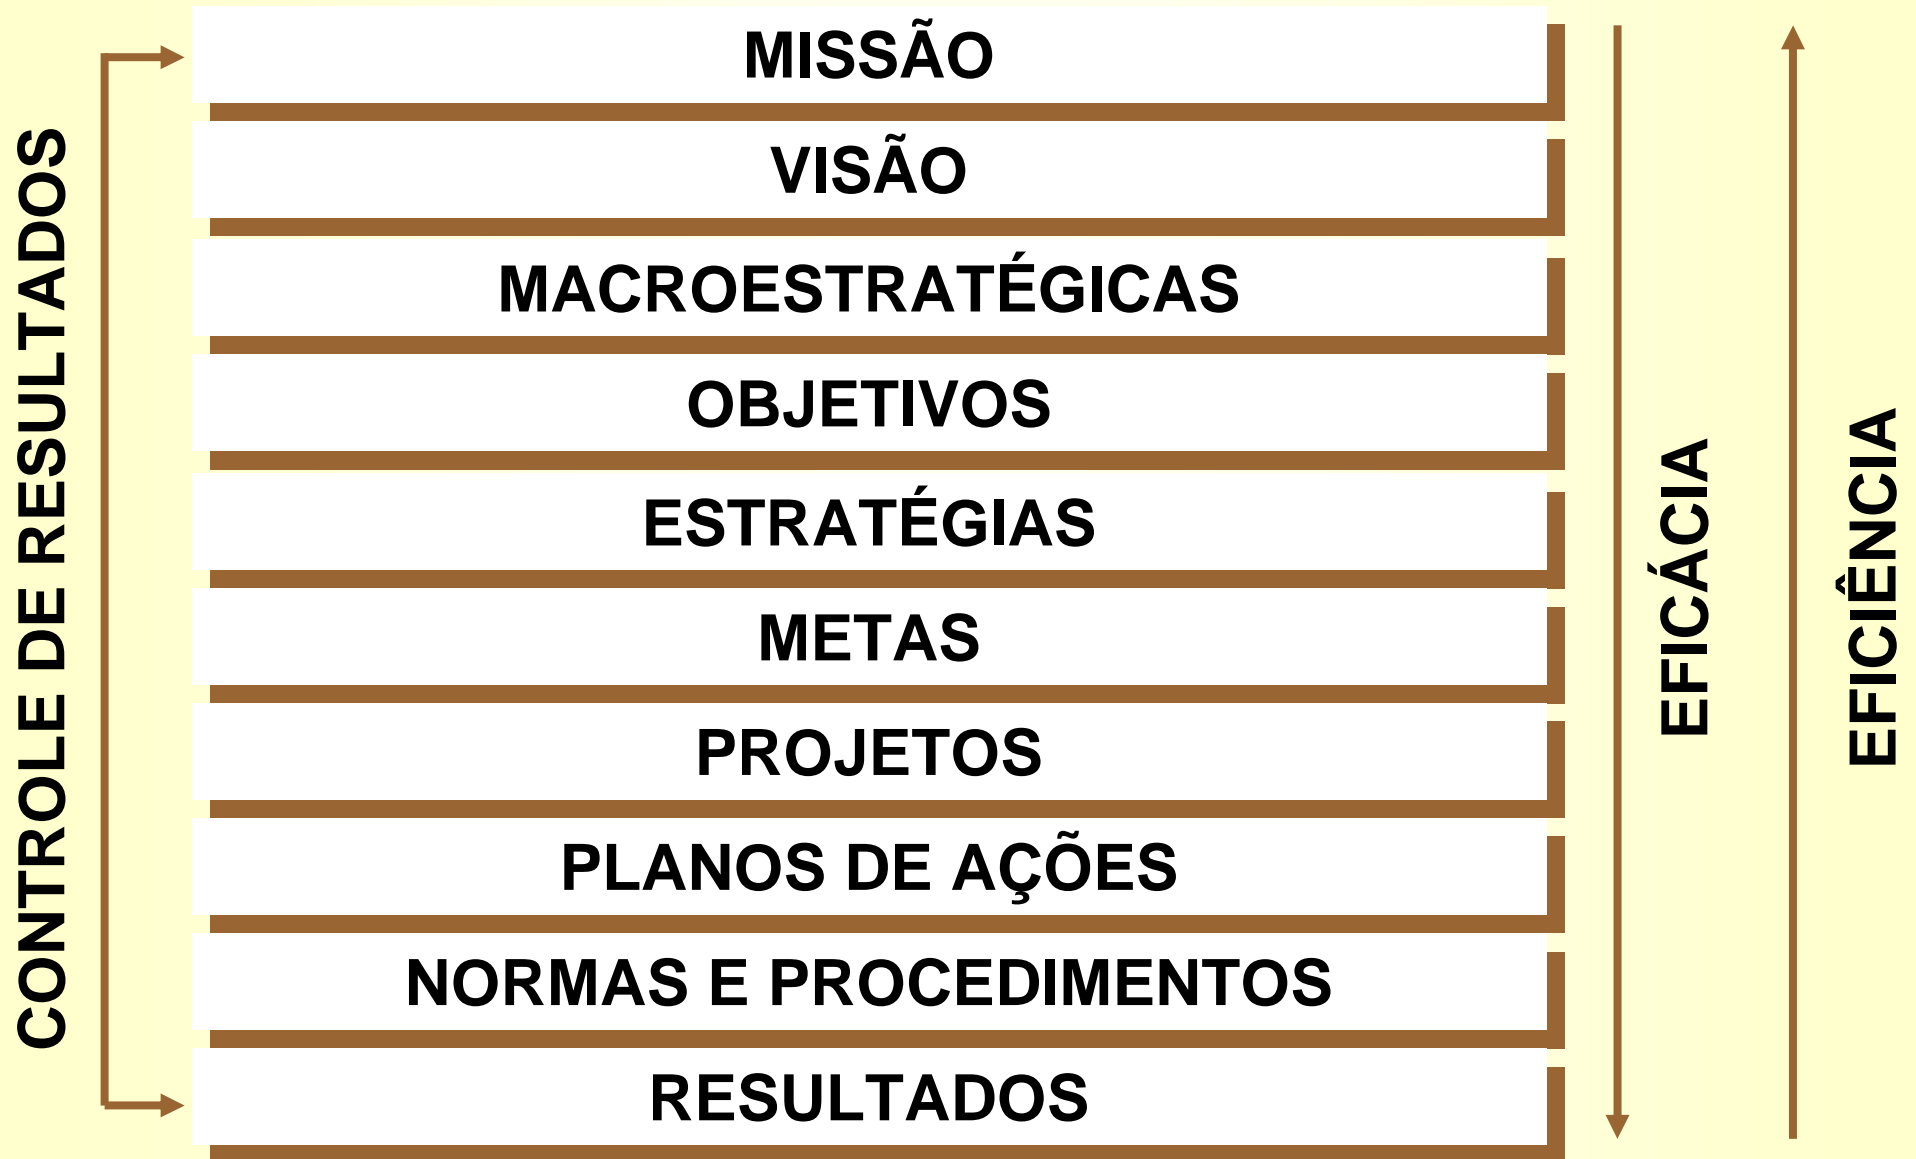 CONTROLE DE RESULTADOS
MISSÃO
VISÃO
MACROESTRATÉGICAS
OBJETIVOS
ESTRATÉGIAS
METAS
PROJETOS
PLANOS DE AÇÕES
NORMAS E PROCEDIMENTOS
RESULTADOS
EFICÁCIA
EFICIÊNCIA